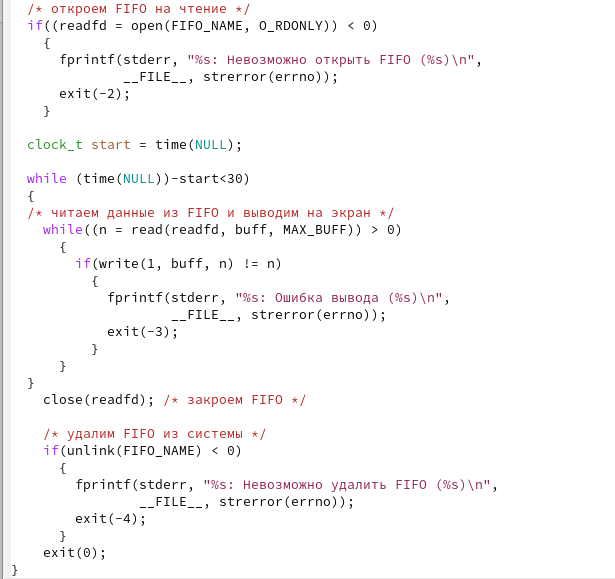 /* откроем FIFO на чтение */
if((readfd = open(FIFO_NAME, O_RDONLY)) < 0)
{
fprintf(stderr, "%s: Невозможно открыть FIFO (%s)\n",
__FILE__, strerror(errno));
exit(-2);
}
clock_t start = time(NULL);
while (time(NULL))-start<30)
{
/* читаем данные из FIFO и выводим на экран */
while((n = read(readfd, buff, MAX_BUFF)) > 0)
{
if(write(1, buff, n) != n)
{
fprintf(stderr, "%s: Ошибка вывода (%s)\n",
__FILE__, strerror(errno));
exit(-3);
}
}
}
close(readfd); /* закроем FIFO */
/* удалим FIFO из системы */
if(unlink(FIFO_NAME) < 0)
{
fprintf(stderr, "%s: Невозможно удалить FIFO (%s)\n",
__FILE__, strerror(errno));
exit(-4);
}
exit(0);
}